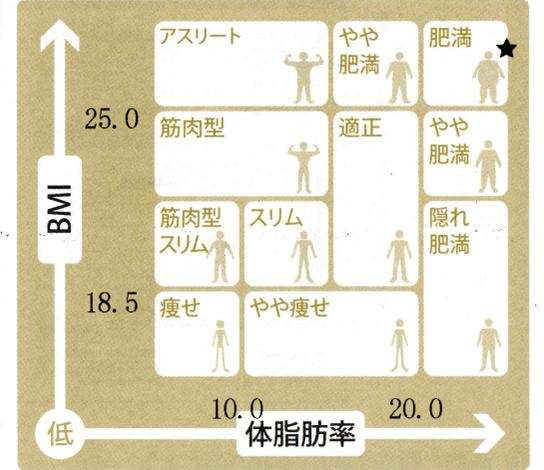 アスリート
やや
肥満
肥満
25.0
筋肉型
適正
やや
肥満
BMI
筋肉型
スリム
スリム
隠れ
肥満
18.5
痩せ
やや痩せ
10.0
20.0
低
体脂肪率